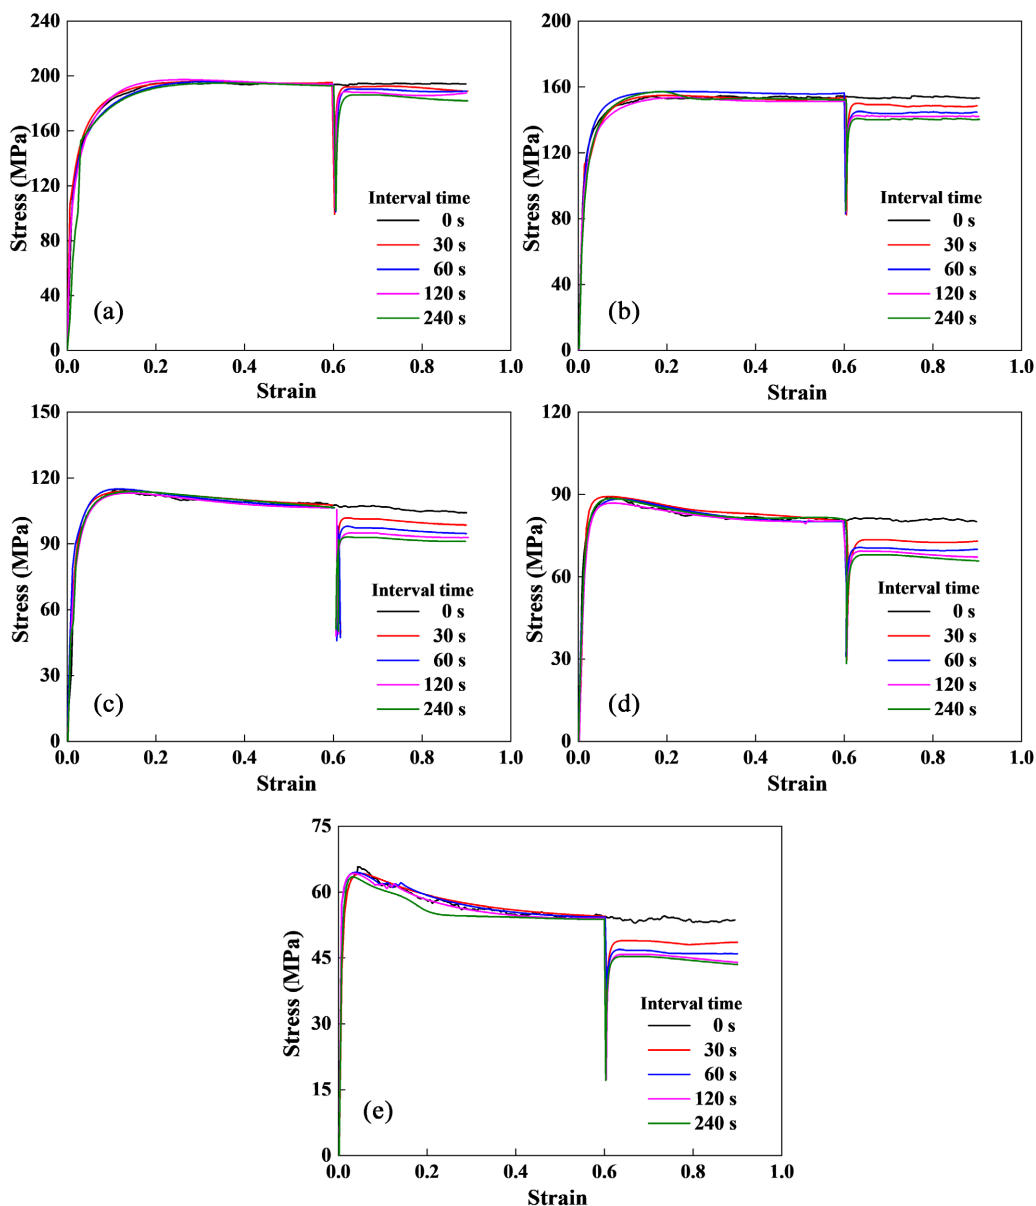 240
200
160
120
80
40
0
Stress (MPa)
Interval time
0 s
30 s
60 s
120 s
240 s
(a)
0.0 0.2 0.4 0.6 0.8 1.0
Strain
200
160
120
80
40
0
Stress (MPa)
Interval time
0 s
30 s
60 s
120 s
240 s
(b)
0.0 0.2 0.4 0.6 0.8 1.0
Strain
150
120
90
60
30
0
Stress (MPa)
Interval time
0 s
30 s
60 s
120 s
240 s
(c)
0.0 0.2 0.4 0.6 0.8 1.0
Strain
120
90
60
30
0
Stress (MPa)
Interval time
0 s
30 s
60 s
120 s
240 s
(d)
0.0 0.2 0.4 0.6 0.8 1.0
Strain
75
60
45
30
15
0
Stress (MPa)
Interval time
0 s
30 s
60 s
120 s
240 s
(e)
0.0 0.2 0.4 0.6 0.8 1.0
Strain